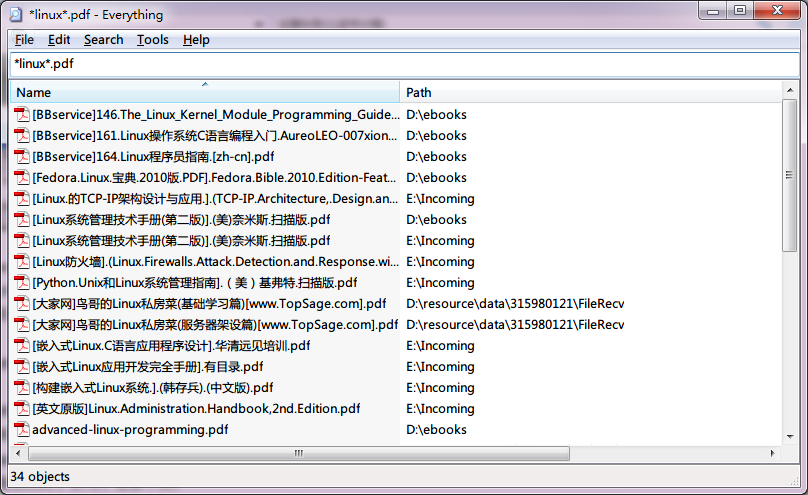 *linux*.pdf - Everything
File Edit Search Tools Help
*linux*.pdf
Name Path
[BBservice]146.The_Linux_Kernel_Module_Programming_Guide... D:\ebooks
[BBservice]161.Linux操作系统C语言编程入门.AureoLEO-007xion... D:\ebooks
[BBservice]164.Linux程序员指南.[zh-cn].pdf D:\ebooks
[Fedora.Linux.宝典.2010版.PDF].Fedora.Bible.2010.Edition-Feat... D:\ebooks
[Linux.的TCP-IP架构设计与应用.].(TCP-IP.Architecture,.Design.an... E:\Incoming
[Linux系统管理技术手册(第二版)].(美)奈米斯.扫描版.pdf D:\ebooks
[Linux系统管理技术手册(第二版)].(美)奈米斯.扫描版.pdf E:\Incoming
[Linux防火墙].(Linux.Firewalls.Attack.Detection.and.Response.wi... E:\Incoming
[Python.Unix和Linux系统管理指南].（美）基弗特.扫描版.pdf E:\Incoming
[大家网]鸟哥的Linux私房菜(基础学习篇)[www.TopSage.com].pdf D:\resource\data\315980121\FileRecv
[大家网]鸟哥的Linux私房菜(服务器架设篇)[www.TopSage.com].pdf D:\resource\data\315980121\FileRecv
[嵌入式Linux.C语言应用程序设计].华清远见培训.pdf E:\Incoming
[嵌入式Linux应用开发完全手册].有目录.pdf E:\Incoming
[构建嵌入式Linux系统.].(韩存兵).(中文版).pdf E:\Incoming
[英文原版]Linux.Administration.Handbook,2nd.Edition.pdf E:\Incoming
advanced-linux-programming.pdf D:\ebooks
34 objects